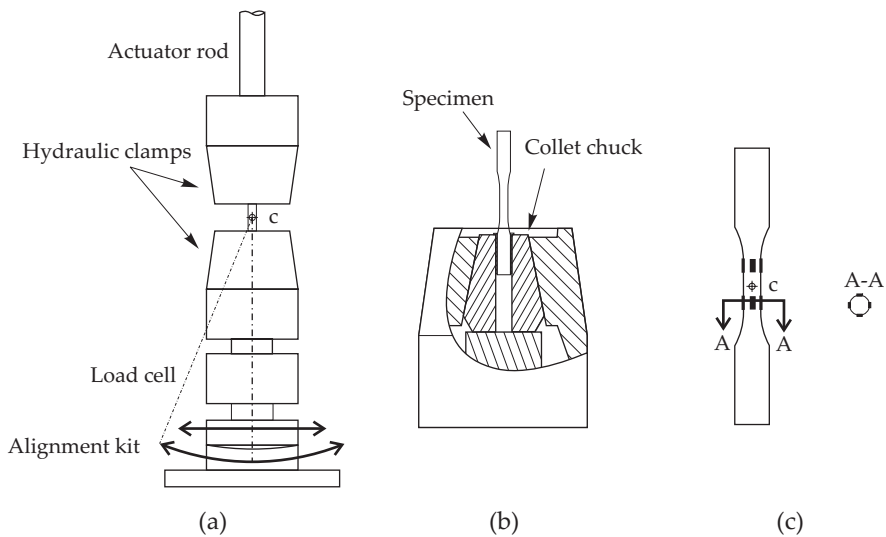 Actuator rod
Hydraulic clamps
c
Load cell
Alignment kit
(a)
Specimen
Collet chuck
(b)
c
A-A
A A
(c)